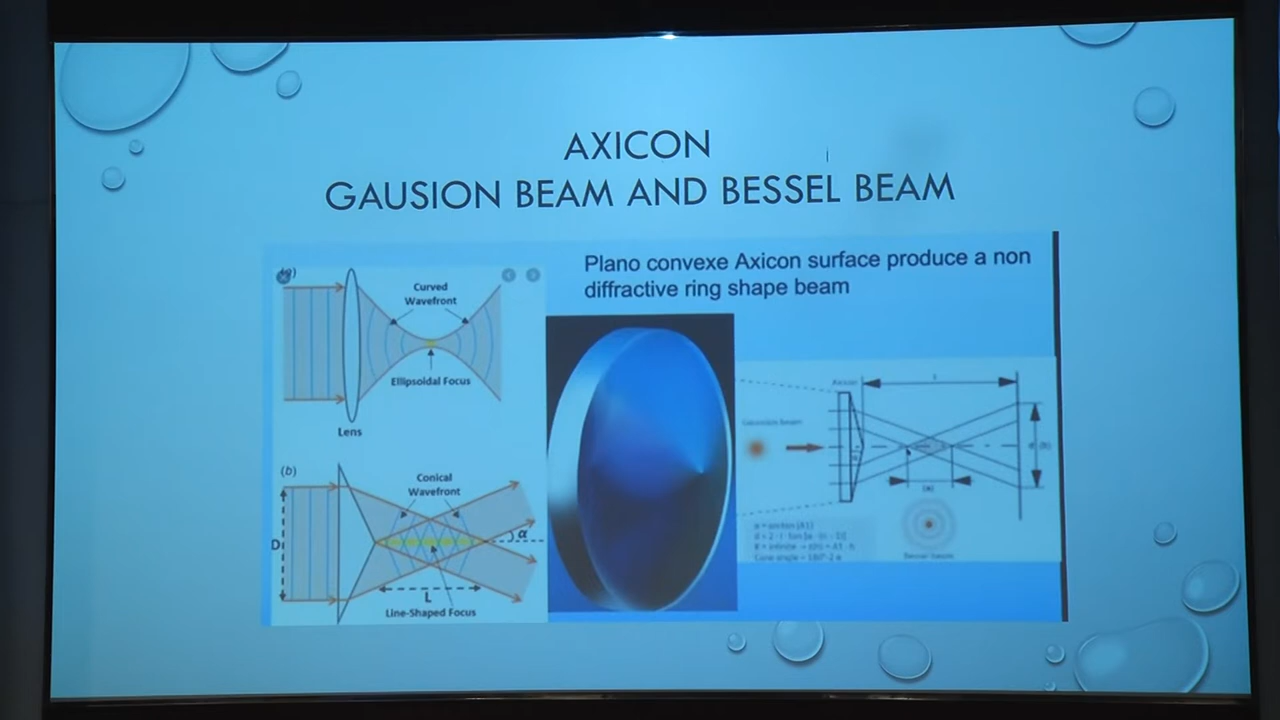 AXICON
GAUSION BEAM AND BESSEL BEAM
Plano convexe Axicon surface produce a non
diffractive ring shape beam
Curved
Wavefront
Ellipsoidal Focus
Lens
(b)
Conical
Wavefront
D
α
L
Line-Shaped Focus
Axicon
Gaussian beam
Bessel beam